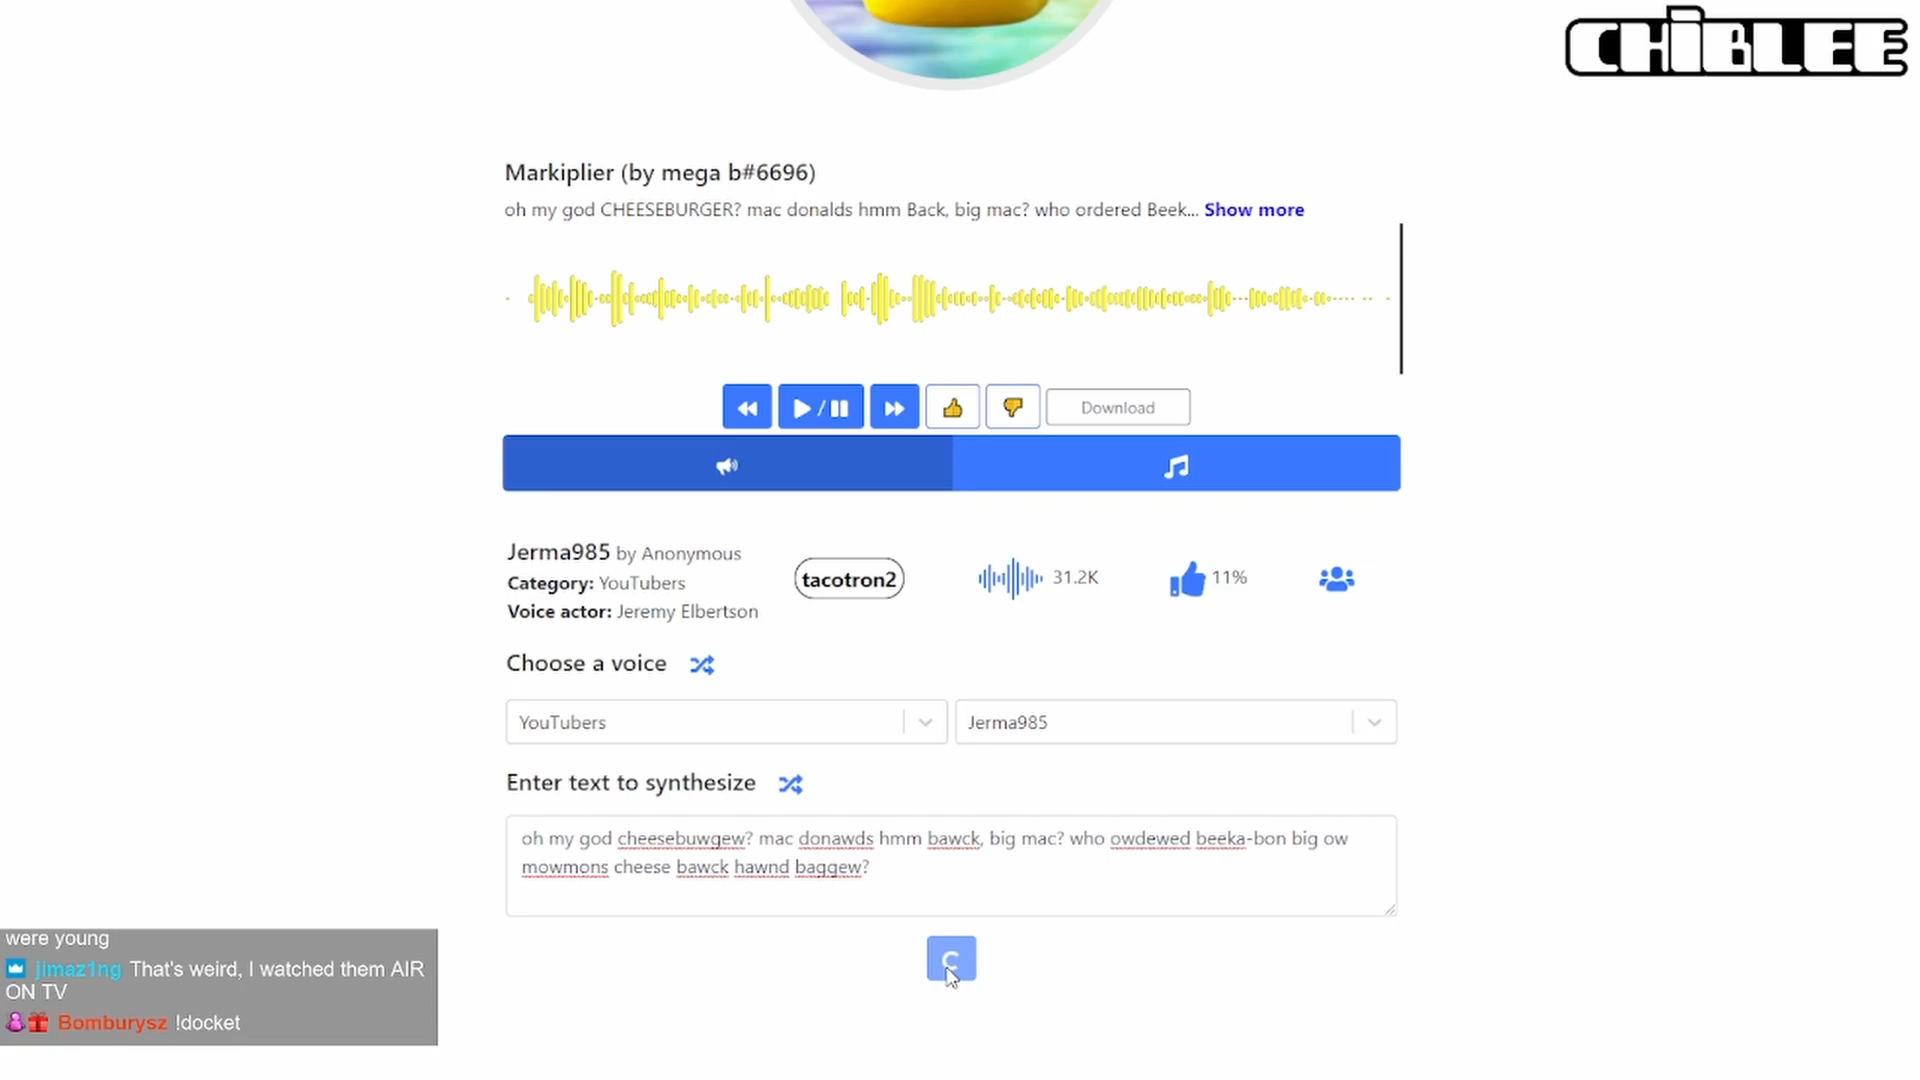 CHiBLEE
Markiplier (by mega b#6696)
oh my god CHEESEBURGER? mac donalds hmm Back, big mac? who ordered Beek... Show more
Download
Jerma985 by Anonymous
Category: YouTubers
Voice actor: Jeremy Elbertson
tacotron2
31.2K
11%
Choose a voice
YouTubers
Jerma985
Enter text to synthesize
oh my god cheesebuwgew? mac donawds hmm bawck, big mac? who owdewed beeka-bon big ow
mowmons cheese bawck hawnd baggew?
were young
jimaz1ng That's weird, I watched them AIR
ON TV
Bomburysz !docket